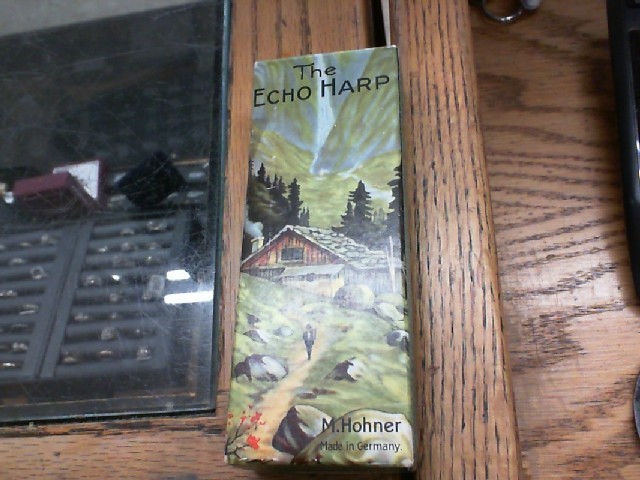 The
ECHO HARP
M. Hohner
Made in Germany.